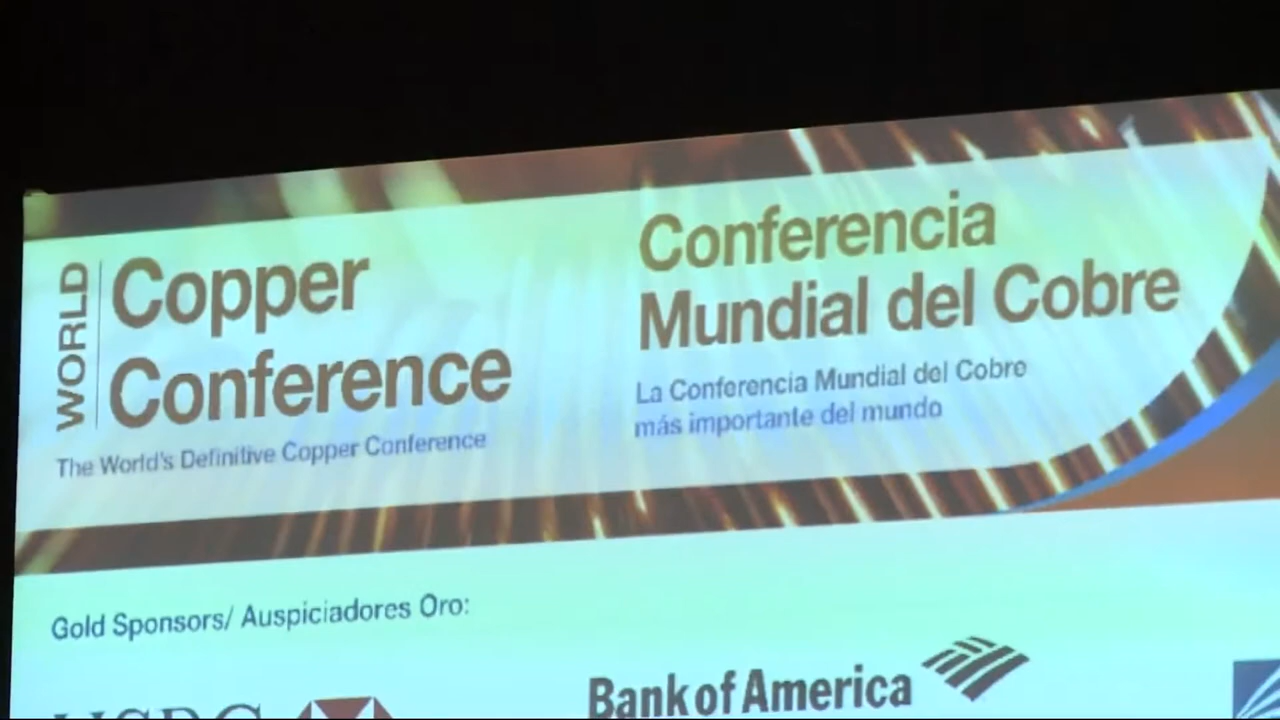 WORLD
Copper
Conference
The World's Definitive Copper Conference
Conferencia
Mundial del Cobre
La Conferencia Mundial del Cobre
más importante del mundo
Gold Sponsors/ Auspiciadores Oro:
HSBC
Bank of America